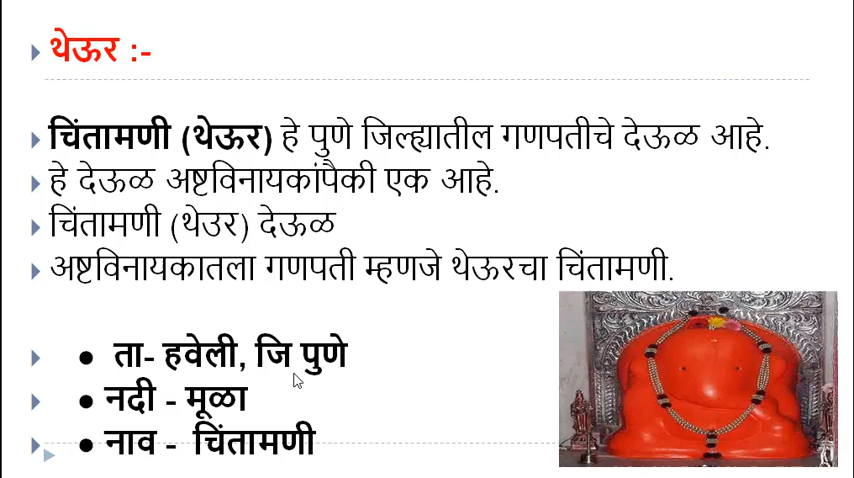 थेऊर :-
चिंतामणी (थेऊर) हे पुणे जिल्ह्यातील गणपतीचे देऊळ आहे.
हे देऊळ अष्टविनायकांपैकी एक आहे.
चिंतामणी (थेउर) देऊळ
अष्टविनायकातला गणपती म्हणजे थेऊरचा चिंतामणी.
● ता- हवेली, जि पुणे
● नदी - मूळा
● नाव - चिंतामणी